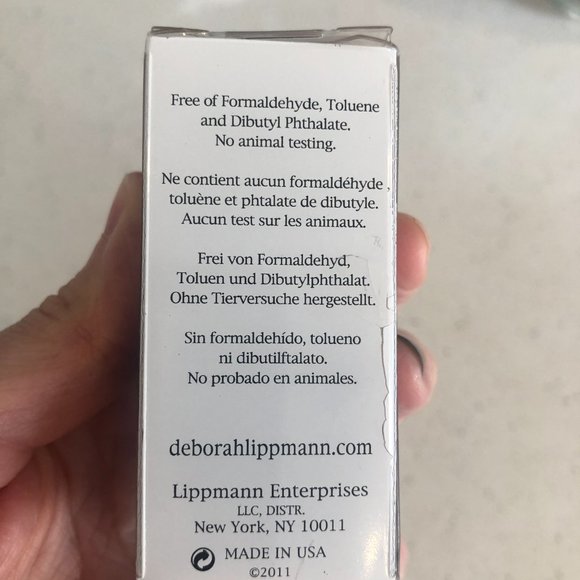 Free of Formaldehyde, Toluene
and Dibutyl Phthalate.
No animal testing.
Ne contient aucun formaldéhyde,
toluène et phtalate de dibutyle.
Aucun test sur les animaux.
Frei von Formaldehyd,
Toluen und Dibutylphthalat.
Ohne Tierversuche hergestellt.
Sin formaldehído, tolueno
ni dibutilftalato.
No probado en animales.
deborahlippmann.com
Lippmann Enterprises
LLC, DISTR.
New York, NY 10011
MADE IN USA
©2011